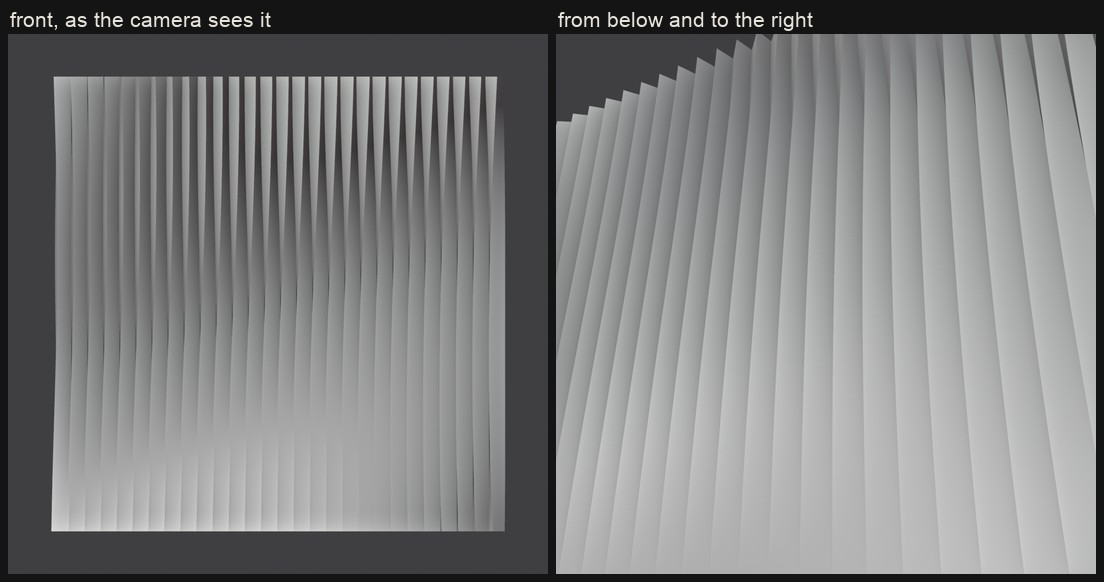 front, as the camera sees it
from below and to the right